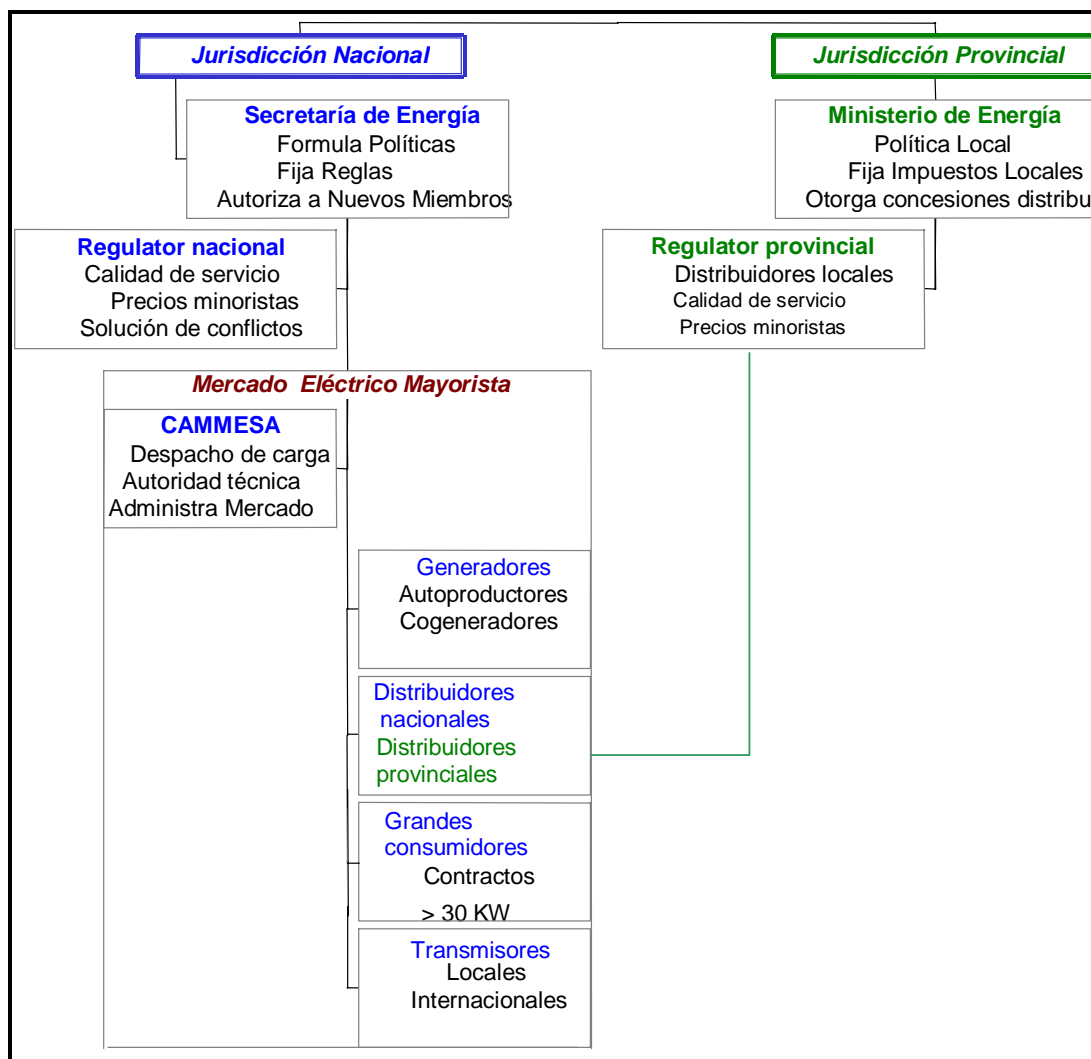 Jurisdicción Nacional
Jurisdicción Provincial
Secretaría de Energía
Formula Políticas
Fija Reglas
Autoriza a Nuevos Miembros
Ministerio de Energía
Política Local
Fija Impuestos Locales
Otorga concesiones distribu
Regulator nacional
Calidad de servicio
Precios minoristas
Solución de conflictos
Regulator provincial
Distribuidores locales
Calidad de servicio
Precios minoristas
Mercado Eléctrico Mayorista
CAMMESA
Despacho de carga
Autoridad técnica
Administra Mercado
Generadores
Autoproductores
Cogeneradores
Distribuidores
nacionales
Distribuidores
provinciales
Grandes
consumidores
Contractos
> 30 KW
Transmisores
Locales
Internacionales